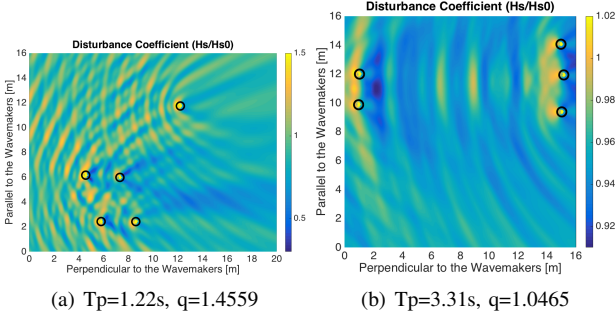 Disturbance Coefficient (Hs/Hs0)
Parallel to the Wavemakers [m]
16
14
12
10
8
6
4
2
0
0 2 4 6 8 10 12 14 16 18 20
Perpendicular to the Wavemakers [m]
1.5
1
0.5
(a) Tp=1.22s, q=1.4559
Disturbance Coefficient (Hs/Hs0)
Parallel to the Wavemakers [m]
16
14
12
10
8
6
4
2
0
0 2 4 6 8 10 12 14 16
Perpendicular to the Wavemakers [m]
1.02
1
0.98
0.96
0.94
0.92
(b) Tp=3.31s, q=1.0465